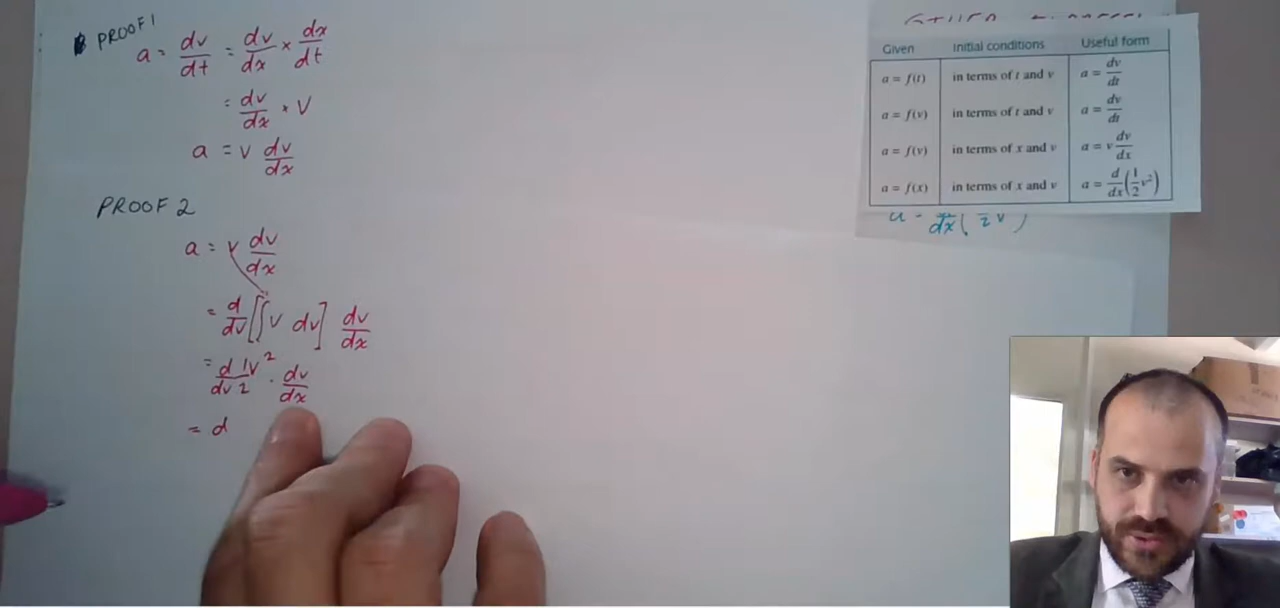 PROOF 1
a = dv/dt = dv/dx × dx/dt
= dv/dx · v
a = v dv/dx
PROOF 2
a = v dv/dx
= d/dv [∫v dv] dv/dx
= d/dv 1/2 v² · dv/dx
= d
Given Initial conditions Useful form
a = f(t) in terms of t and v a = dv/dt
a = f(v) in terms of t and v a = dv/dt
a = f(v) in terms of x and v a = v dv/dx
a = f(x) in terms of x and v a = d/dx (1/2 v²)